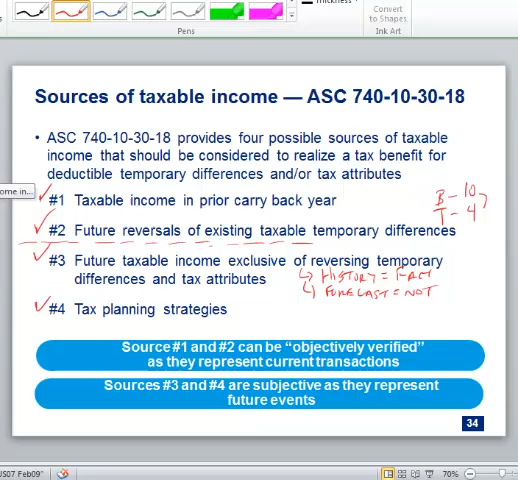 Thickness
Convert
to Shapes
Pens
Ink Art
Sources of taxable income — ASC 740-10-30-18
• ASC 740-10-30-18 provides four possible sources of taxable
income that should be considered to realize a tax benefit for
deductible temporary differences and/or tax attributes
ome in...
#1 Taxable income in prior carry back year
B – 10
T – 4
#2 Future reversals of existing taxable temporary differences
#3 Future taxable income exclusive of reversing temporary
differences and tax attributes
↳ HISTORY = FACT
↳ FORECAST = NOT
#4 Tax planning strategies
Source #1 and #2 can be “objectively verified”
as they represent current transactions
Sources #3 and #4 are subjective as they represent
future events
34
US07 Feb09"
70%